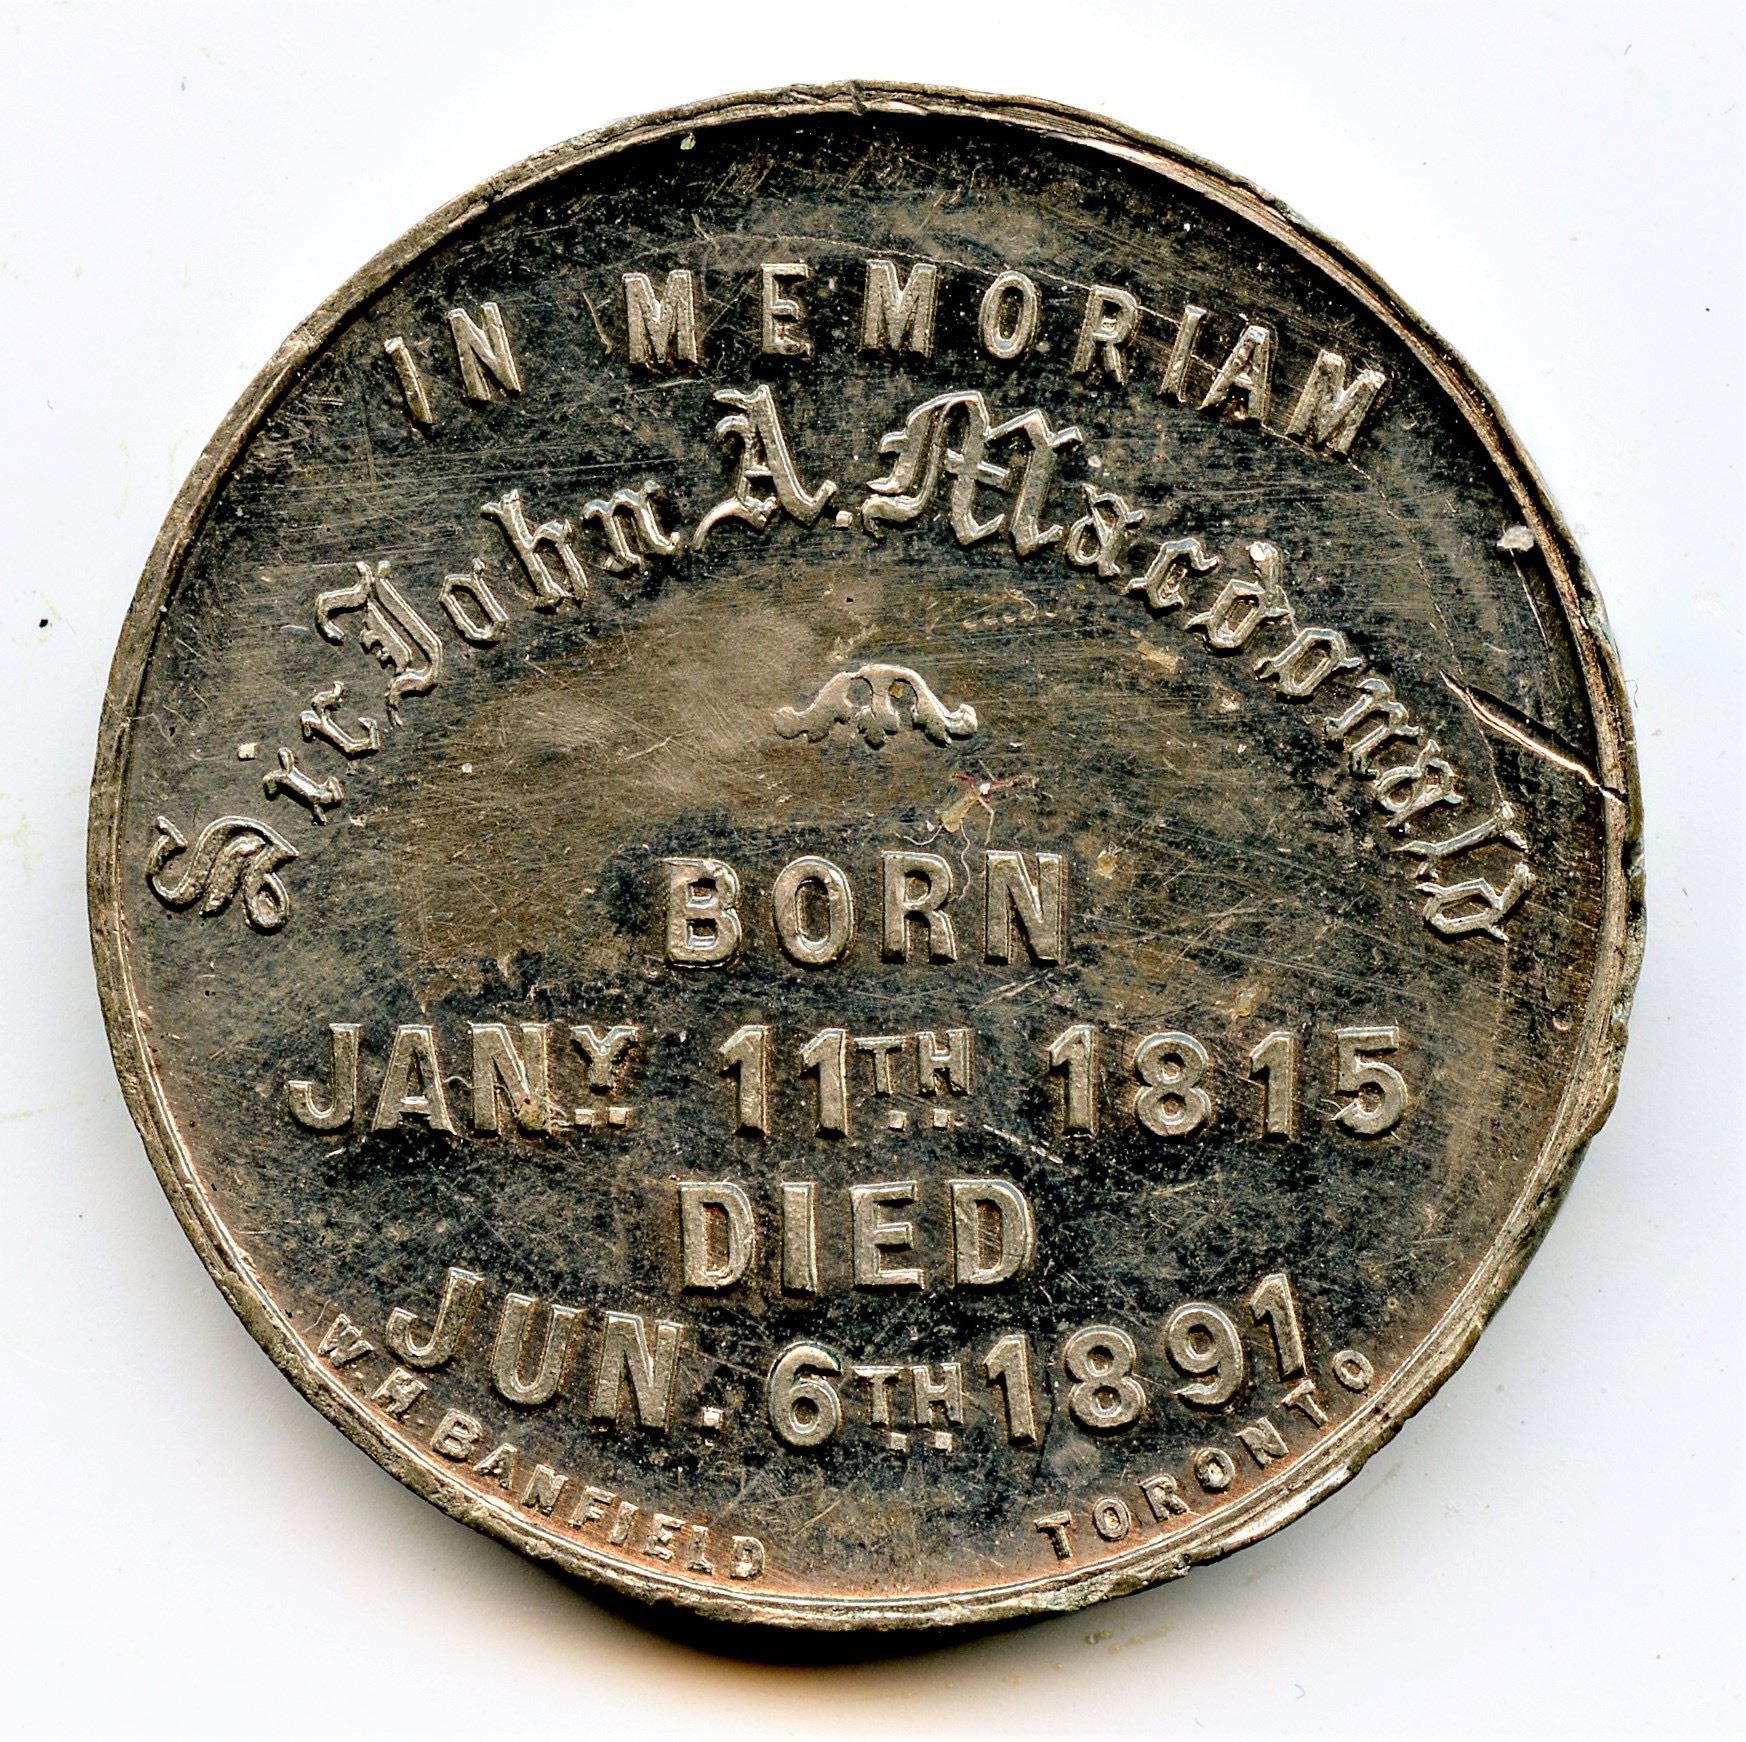 IN MEMORIAM
Sir John A. Macdonald
BORN
JANY. 11TH 1815
DIED
JUN. 6TH 1891
W. H. BANFIELD TORONTO